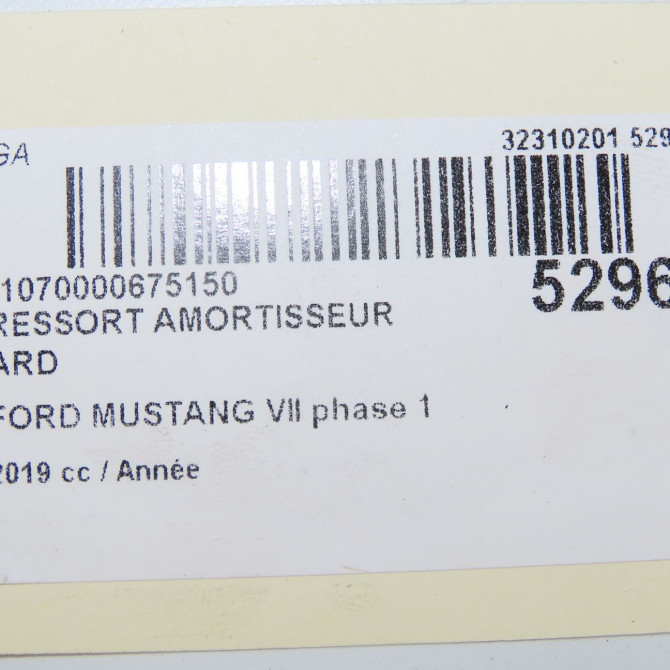 GA
32310201 529
1070000675150
5296
RESSORT AMORTISSEUR
ARD
FORD MUSTANG VII phase 1
2019 cc / Année